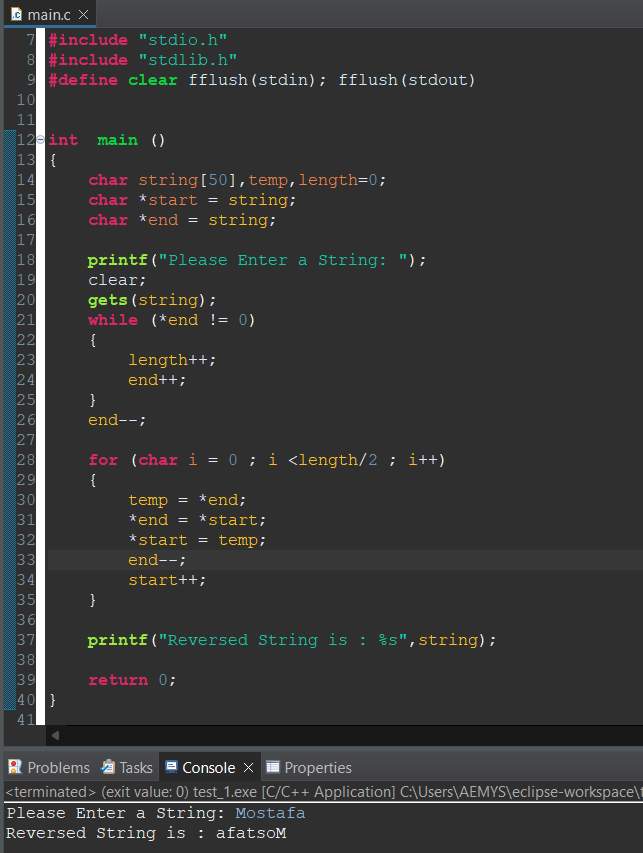 main.c
7 #include "stdio.h"
8 #include "stdlib.h"
9 #define clear fflush(stdin); fflush(stdout)
10
11
12 int  main ()
13 {
14     char string[50],temp,length=0;
15     char *start = string;
16     char *end = string;
17
18     printf("Please Enter a String: ");
19     clear;
20     gets(string);
21     while (*end != 0)
22     {
23         length++;
24         end++;
25     }
26     end--;
27
28     for (char i = 0 ; i <length/2 ; i++)
29     {
30         temp = *end;
31         *end = *start;
32         *start = temp;
33         end--;
34         start++;
35     }
36
37     printf("Reversed String is : %s",string);
38
39     return 0;
40 }
41
Problems Tasks Console Properties
<terminated> (exit value: 0) test_1.exe [C/C++ Application] C:\Users\AEMYS\eclipse-workspace\
Please Enter a String: Mostafa
Reversed String is : afatsoM